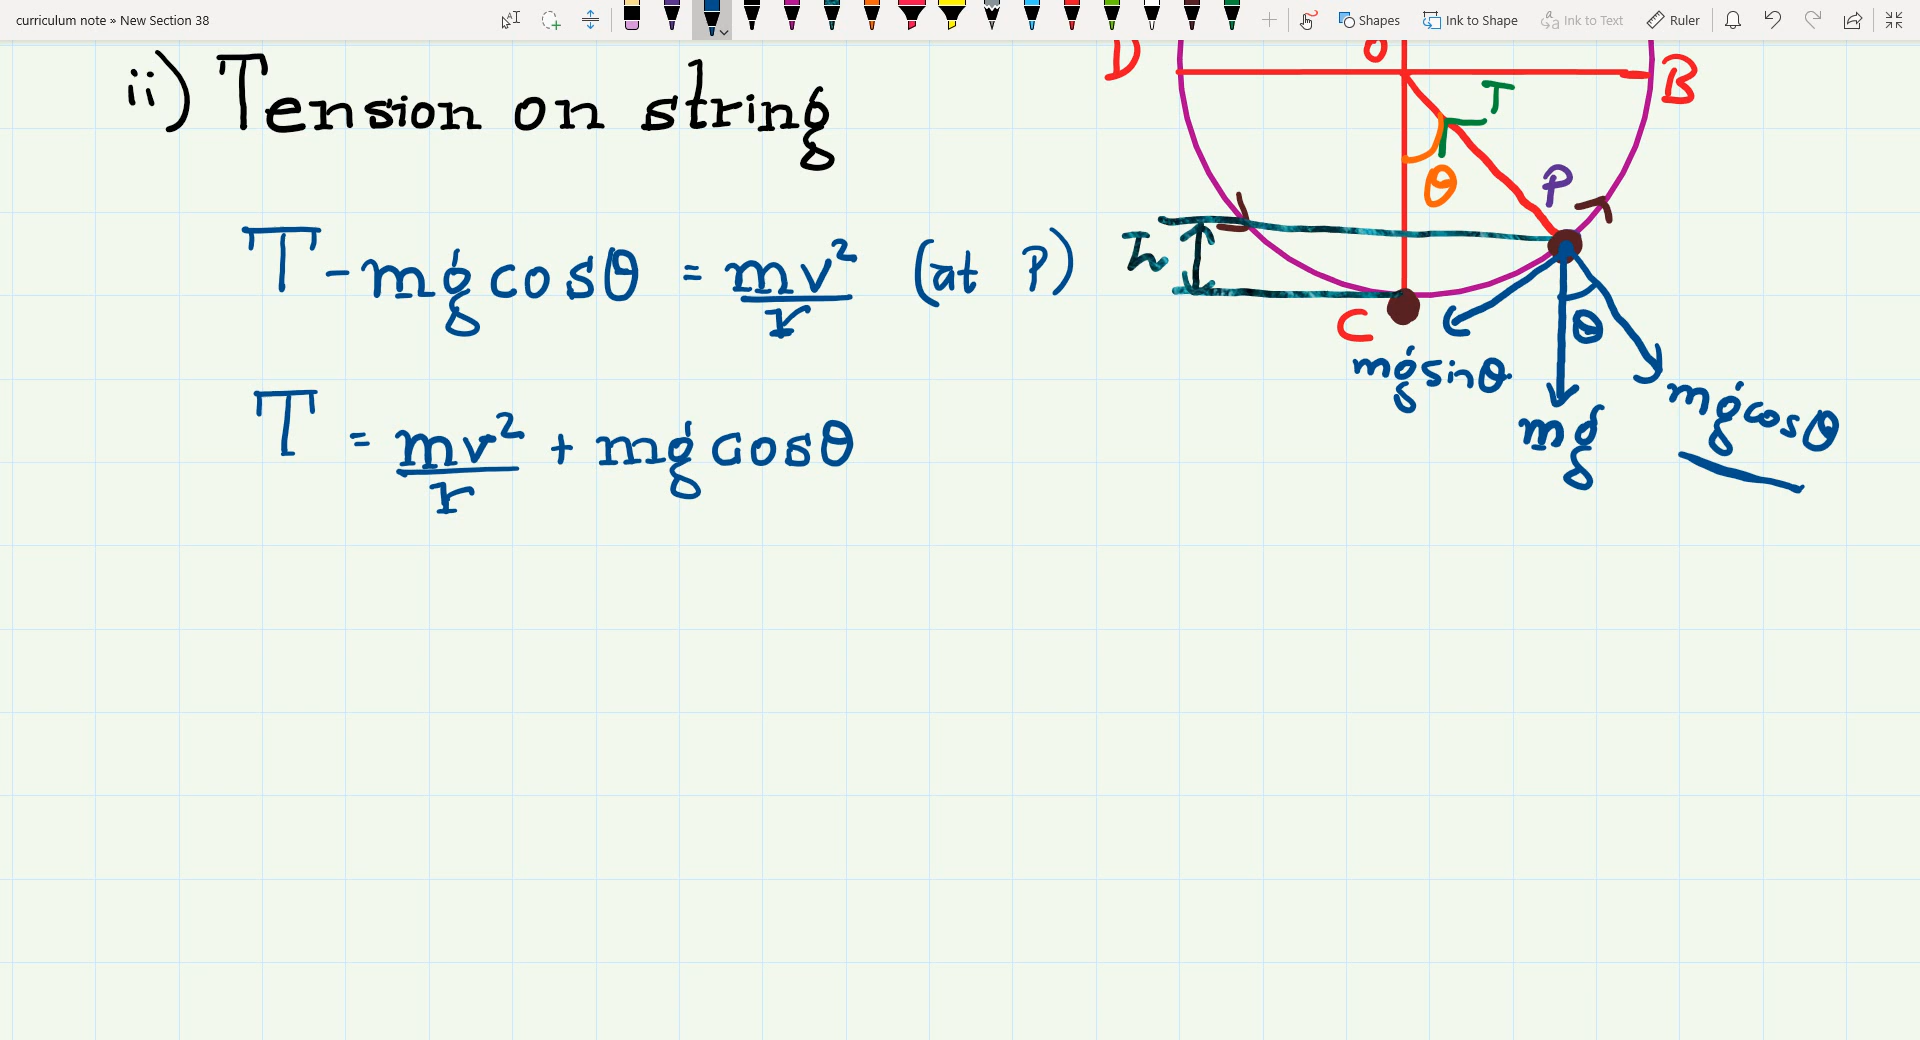 curriculum note » New Section 38
Shapes
Ink to Shape
Ink to Text
Ruler
ii) Tension on string
T - mg cosθ = mv²/r (at P)
T = mv²/r + mg cosθ
D
O
B
T
θ
P
h
C
θ
mg sinθ
mg
mg cosθ